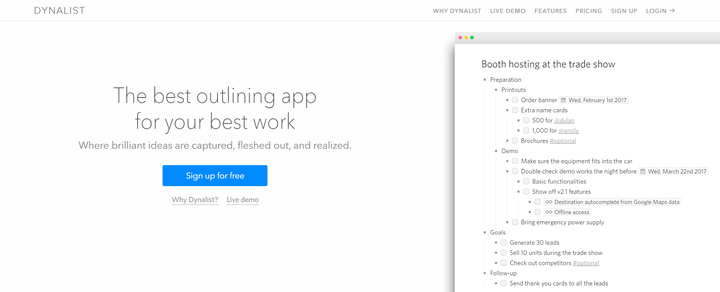 DYNALIST
WHY DYNALIST LIVE DEMO FEATURES PRICING SIGN UP LOGIN →
The best outlining app
for your best work
Where brilliant ideas are captured, fleshed out, and realized.
Sign up for free
Why Dynalist? Live demo
Booth hosting at the trade show
Preparation
Printouts
Order banner Wed, February 1st 2017
Extra name cards
500 for @dylan
1,000 for @amily
Brochures #optional
Demo
Make sure the equipment fits into the car
Double check demo works the night before Wed, March 22nd 2017
Basic functionalities
Show off v2.1 features
Destination autocomplete from Google Maps data
Offline access
Bring emergency power supply
Goals
Generate 30 leads
Sell 10 units during the trade show
Check out competitors #optional
Follow-up
Send thank you cards to all the leads